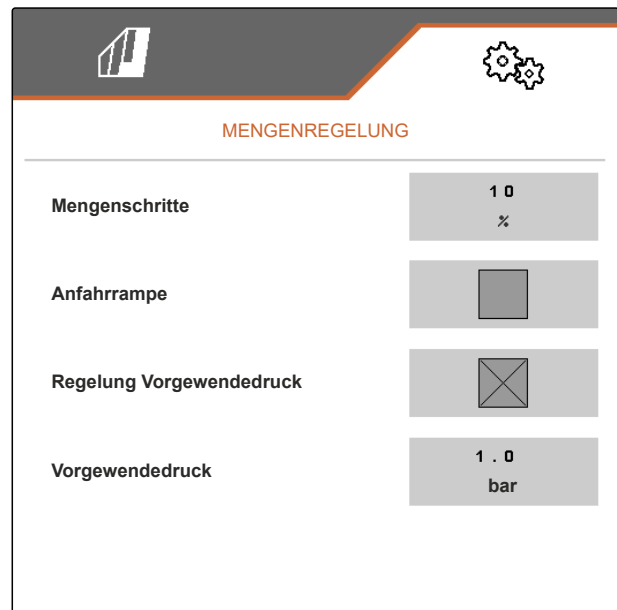 MENGENREGELUNG
Mengenschritte
10
%
Anfahrrampe
Regelung Vorgewendedruck
Vorgewendedruck
1.0
bar